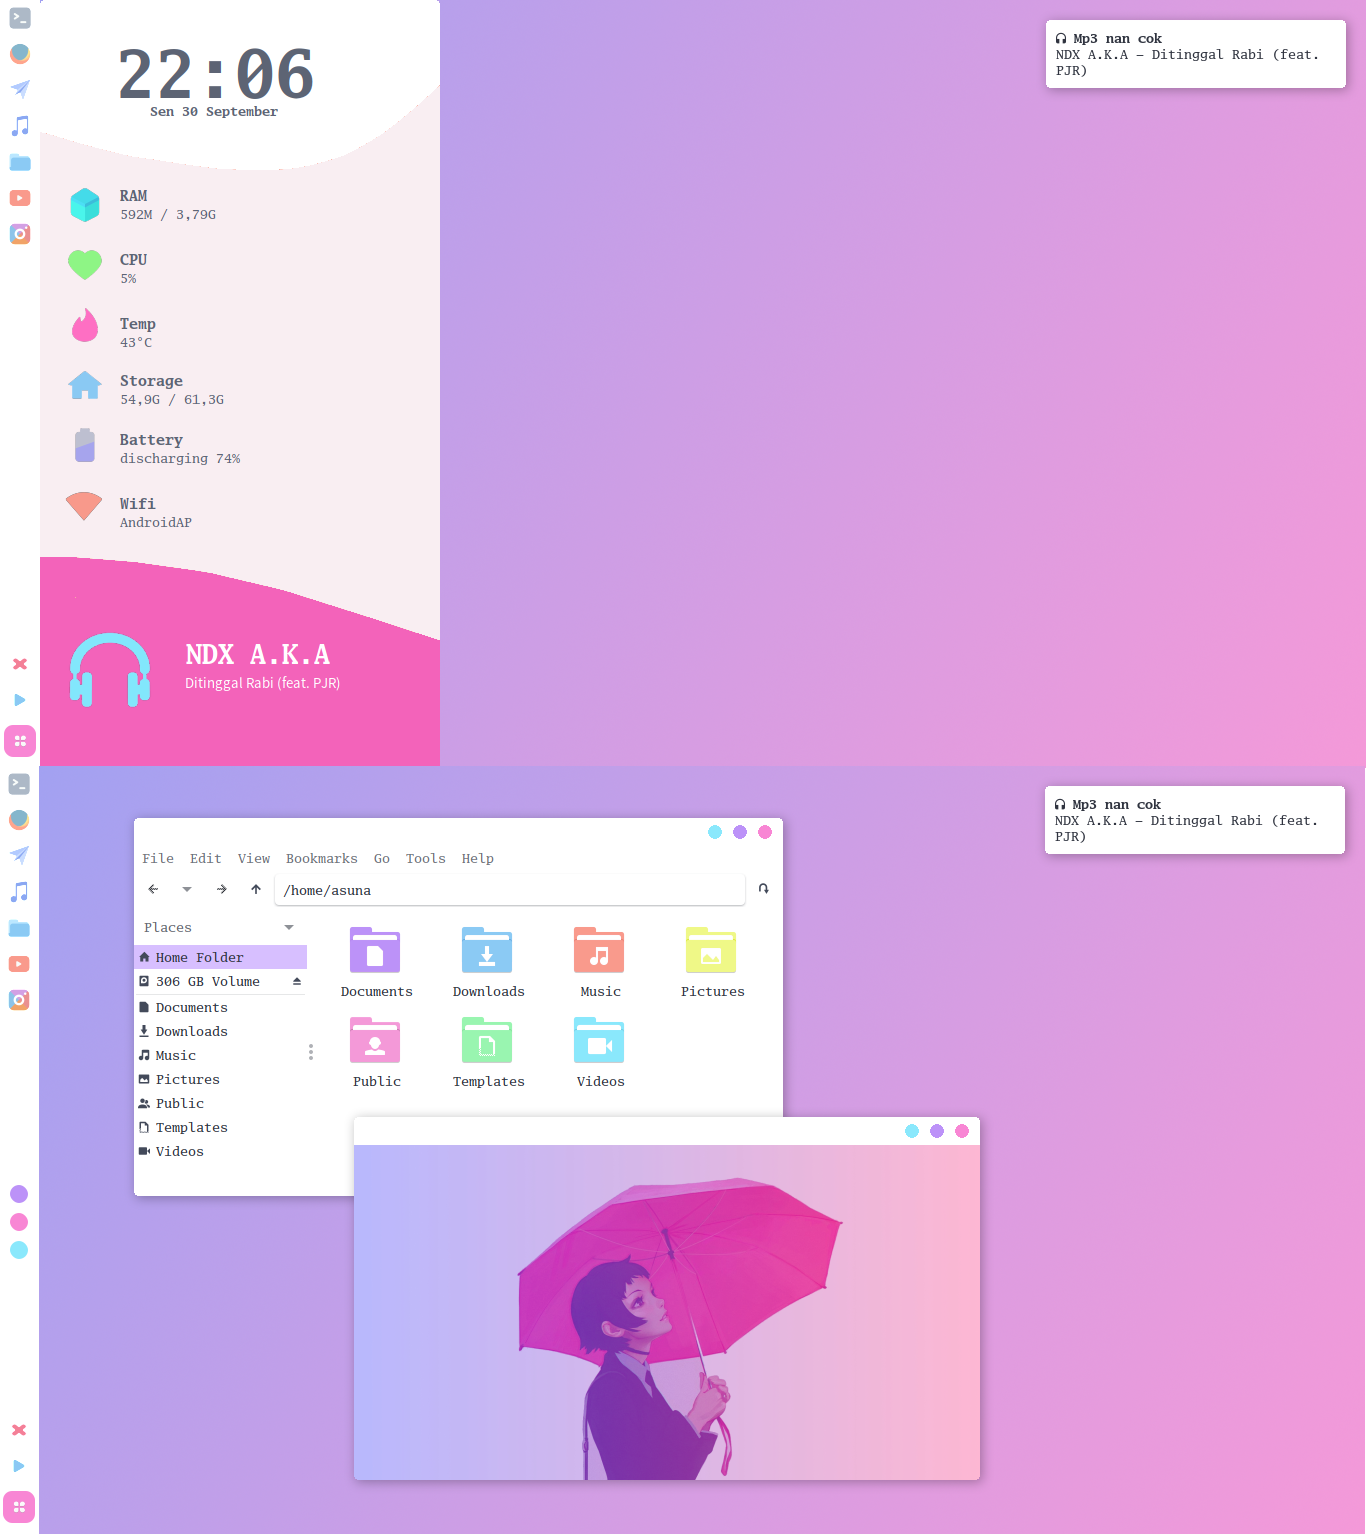 22:06
Sen 30 September
RAM
592M / 3,79G
CPU
5%
Temp
43°C
Storage
54,9G / 61,3G
Battery
discharging 74%
Wifi
AndroidAP
NDX A.K.A
Ditinggal Rabi (feat. PJR)
Mp3 nan cok
NDX A.K.A – Ditinggal Rabi (feat.
PJR)
Mp3 nan cok
NDX A.K.A – Ditinggal Rabi (feat.
PJR)
File Edit View Bookmarks Go Tools Help
/home/asuna
Places
Home Folder
306 GB Volume
Documents
Downloads
Music
Pictures
Public
Templates
Videos
Documents Downloads Music Pictures
Public Templates Videos